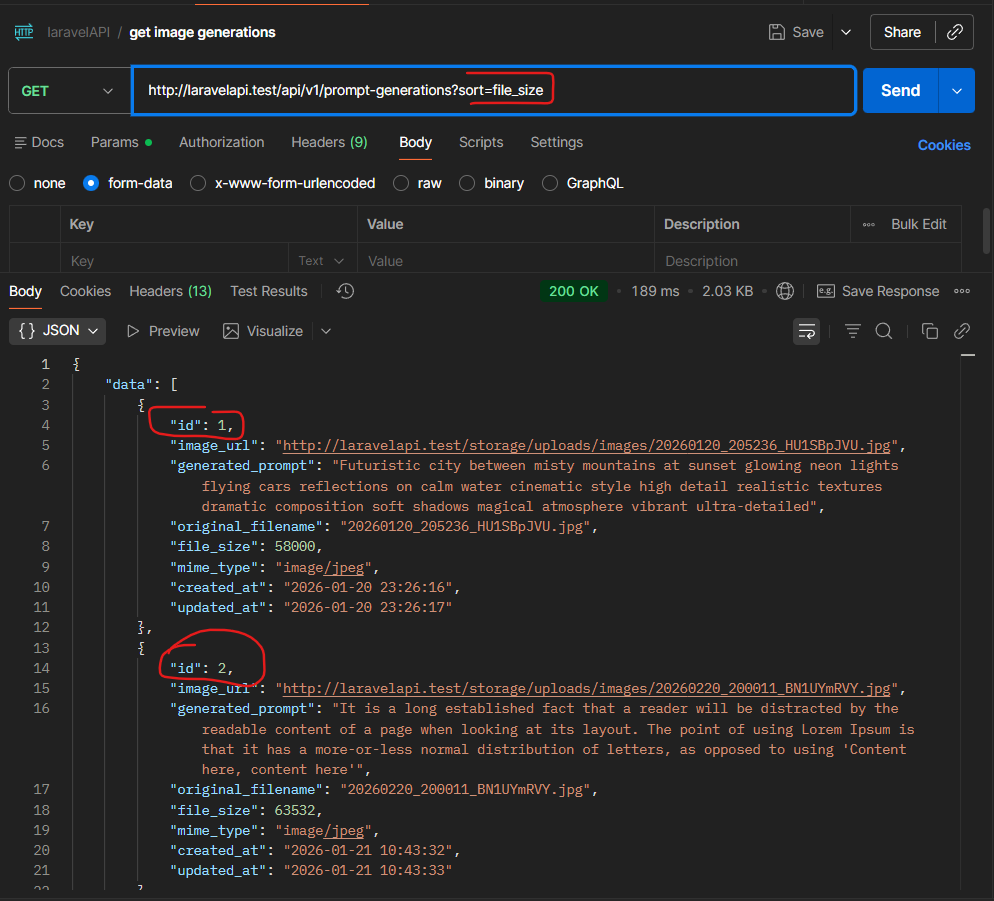 HTTP laravelAPI / get image generations Save Share
GET http://laravelapi.test/api/v1/prompt-generations?sort=file_size Send
Docs Params Authorization Headers (9) Body Scripts Settings Cookies
none form-data x-www-form-urlencoded raw binary GraphQL
Key Value Description Bulk Edit
Key Text Value Description
Body Cookies Headers (13) Test Results 200 OK 189 ms 2.03 KB e.g. Save Response
{} JSON Preview Visualize
1 {
2 "data": [
3 {
4 "id": 1,
5 "image_url": "http://laravelapi.test/storage/uploads/images/20260120_205236_HU1SBpJVU.jpg",
6 "generated_prompt": "Futuristic city between misty mountains at sunset glowing neon lights
flying cars reflections on calm water cinematic style high detail realistic textures
dramatic composition soft shadows magical atmosphere vibrant ultra-detailed",
7 "original_filename": "20260120_205236_HU1SBpJVU.jpg",
8 "file_size": 58000,
9 "mime_type": "image/jpeg",
10 "created_at": "2026-01-20 23:26:16",
11 "updated_at": "2026-01-20 23:26:17"
12 },
13 {
14 "id": 2,
15 "image_url": "http://laravelapi.test/storage/uploads/images/20260220_200011_BN1UYmRVY.jpg",
16 "generated_prompt": "It is a long established fact that a reader will be distracted by the
readable content of a page when looking at its layout. The point of using Lorem Ipsum is
that it has a more-or-less normal distribution of letters, as opposed to using 'Content
here, content here'",
17 "original_filename": "20260220_200011_BN1UYmRVY.jpg",
18 "file_size": 63532,
19 "mime_type": "image/jpeg",
20 "created_at": "2026-01-21 10:43:32",
21 "updated_at": "2026-01-21 10:43:33"